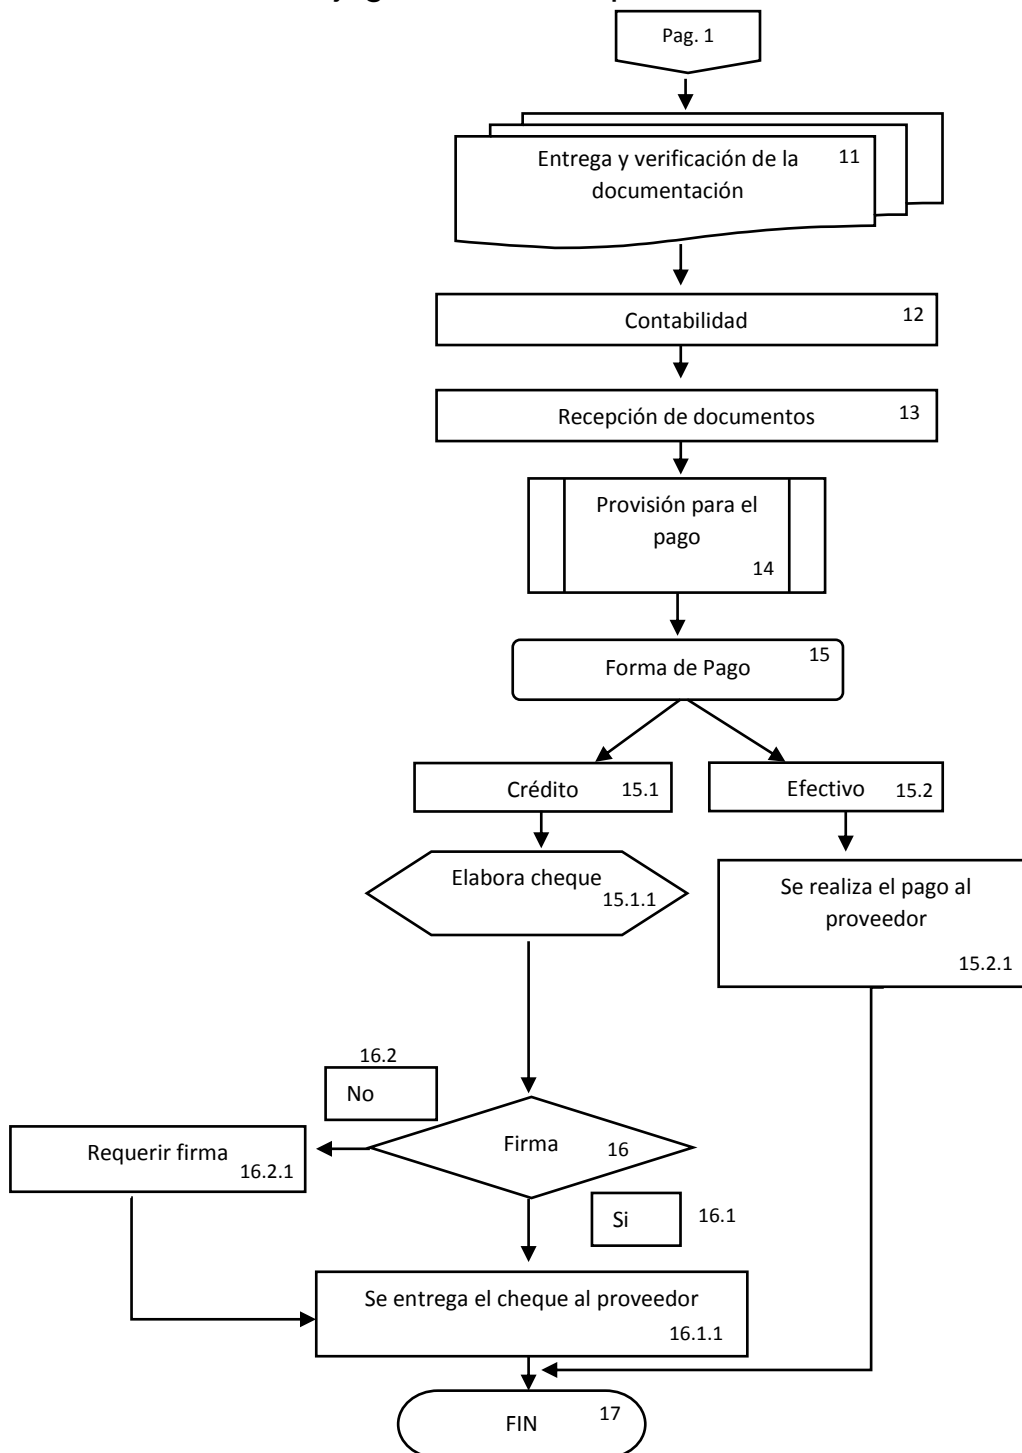 Pag. 1
Entrega y verificación de la 11
documentación
Contabilidad 12
Recepción de documentos 13
Provisión para el
pago
14
Forma de Pago 15
Crédito 15.1
Efectivo 15.2
Elabora cheque
15.1.1
Se realiza el pago al
proveedor
15.2.1
16.2
No
Firma 16
Requerir firma
16.2.1
Si 16.1
Se entrega el cheque al proveedor
16.1.1
FIN 17